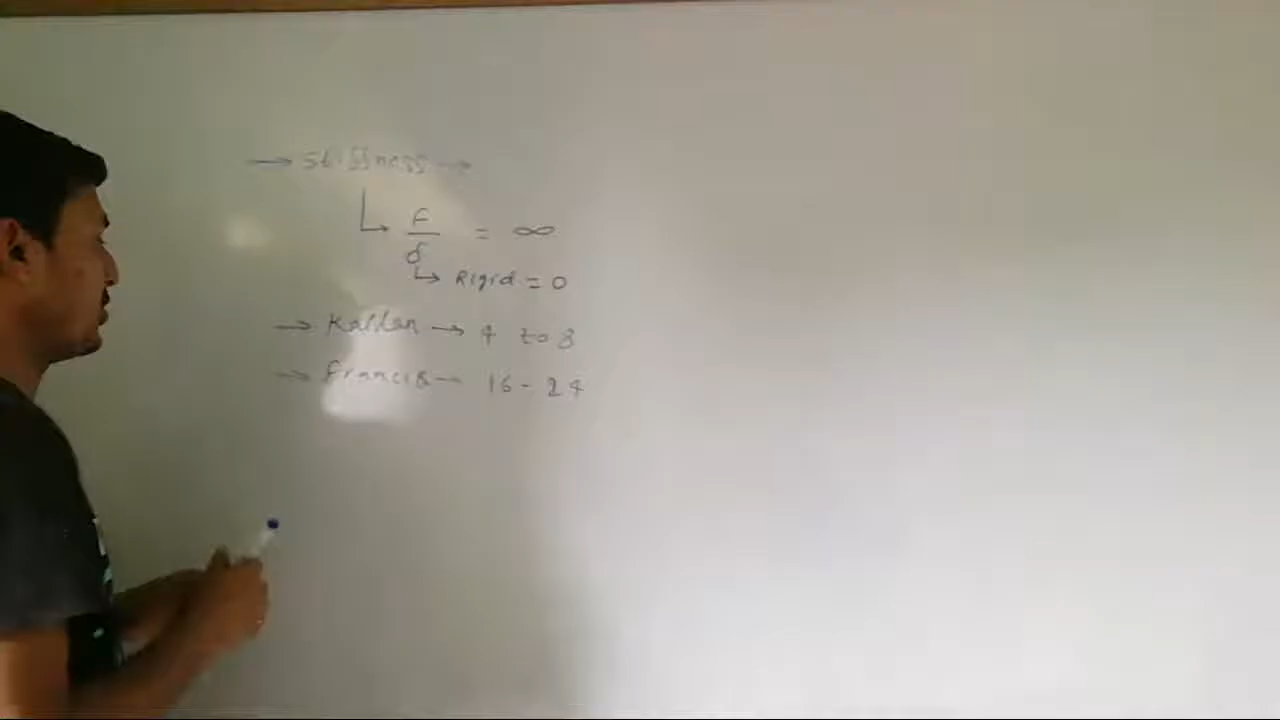 → Stiffness →
↳ F/δ = ∞
↳ Rigid = 0
→ Kaplan → 4 to 8
→ Francis - 16 - 24